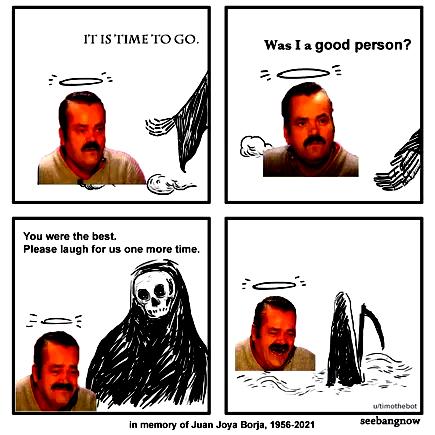 IT IS TIME TO GO.
Was I a good person?
You were the best.
Please laugh for us one more time.
u/timothebot
seebangnow
in memory of Juan Joya Borja, 1956-2021